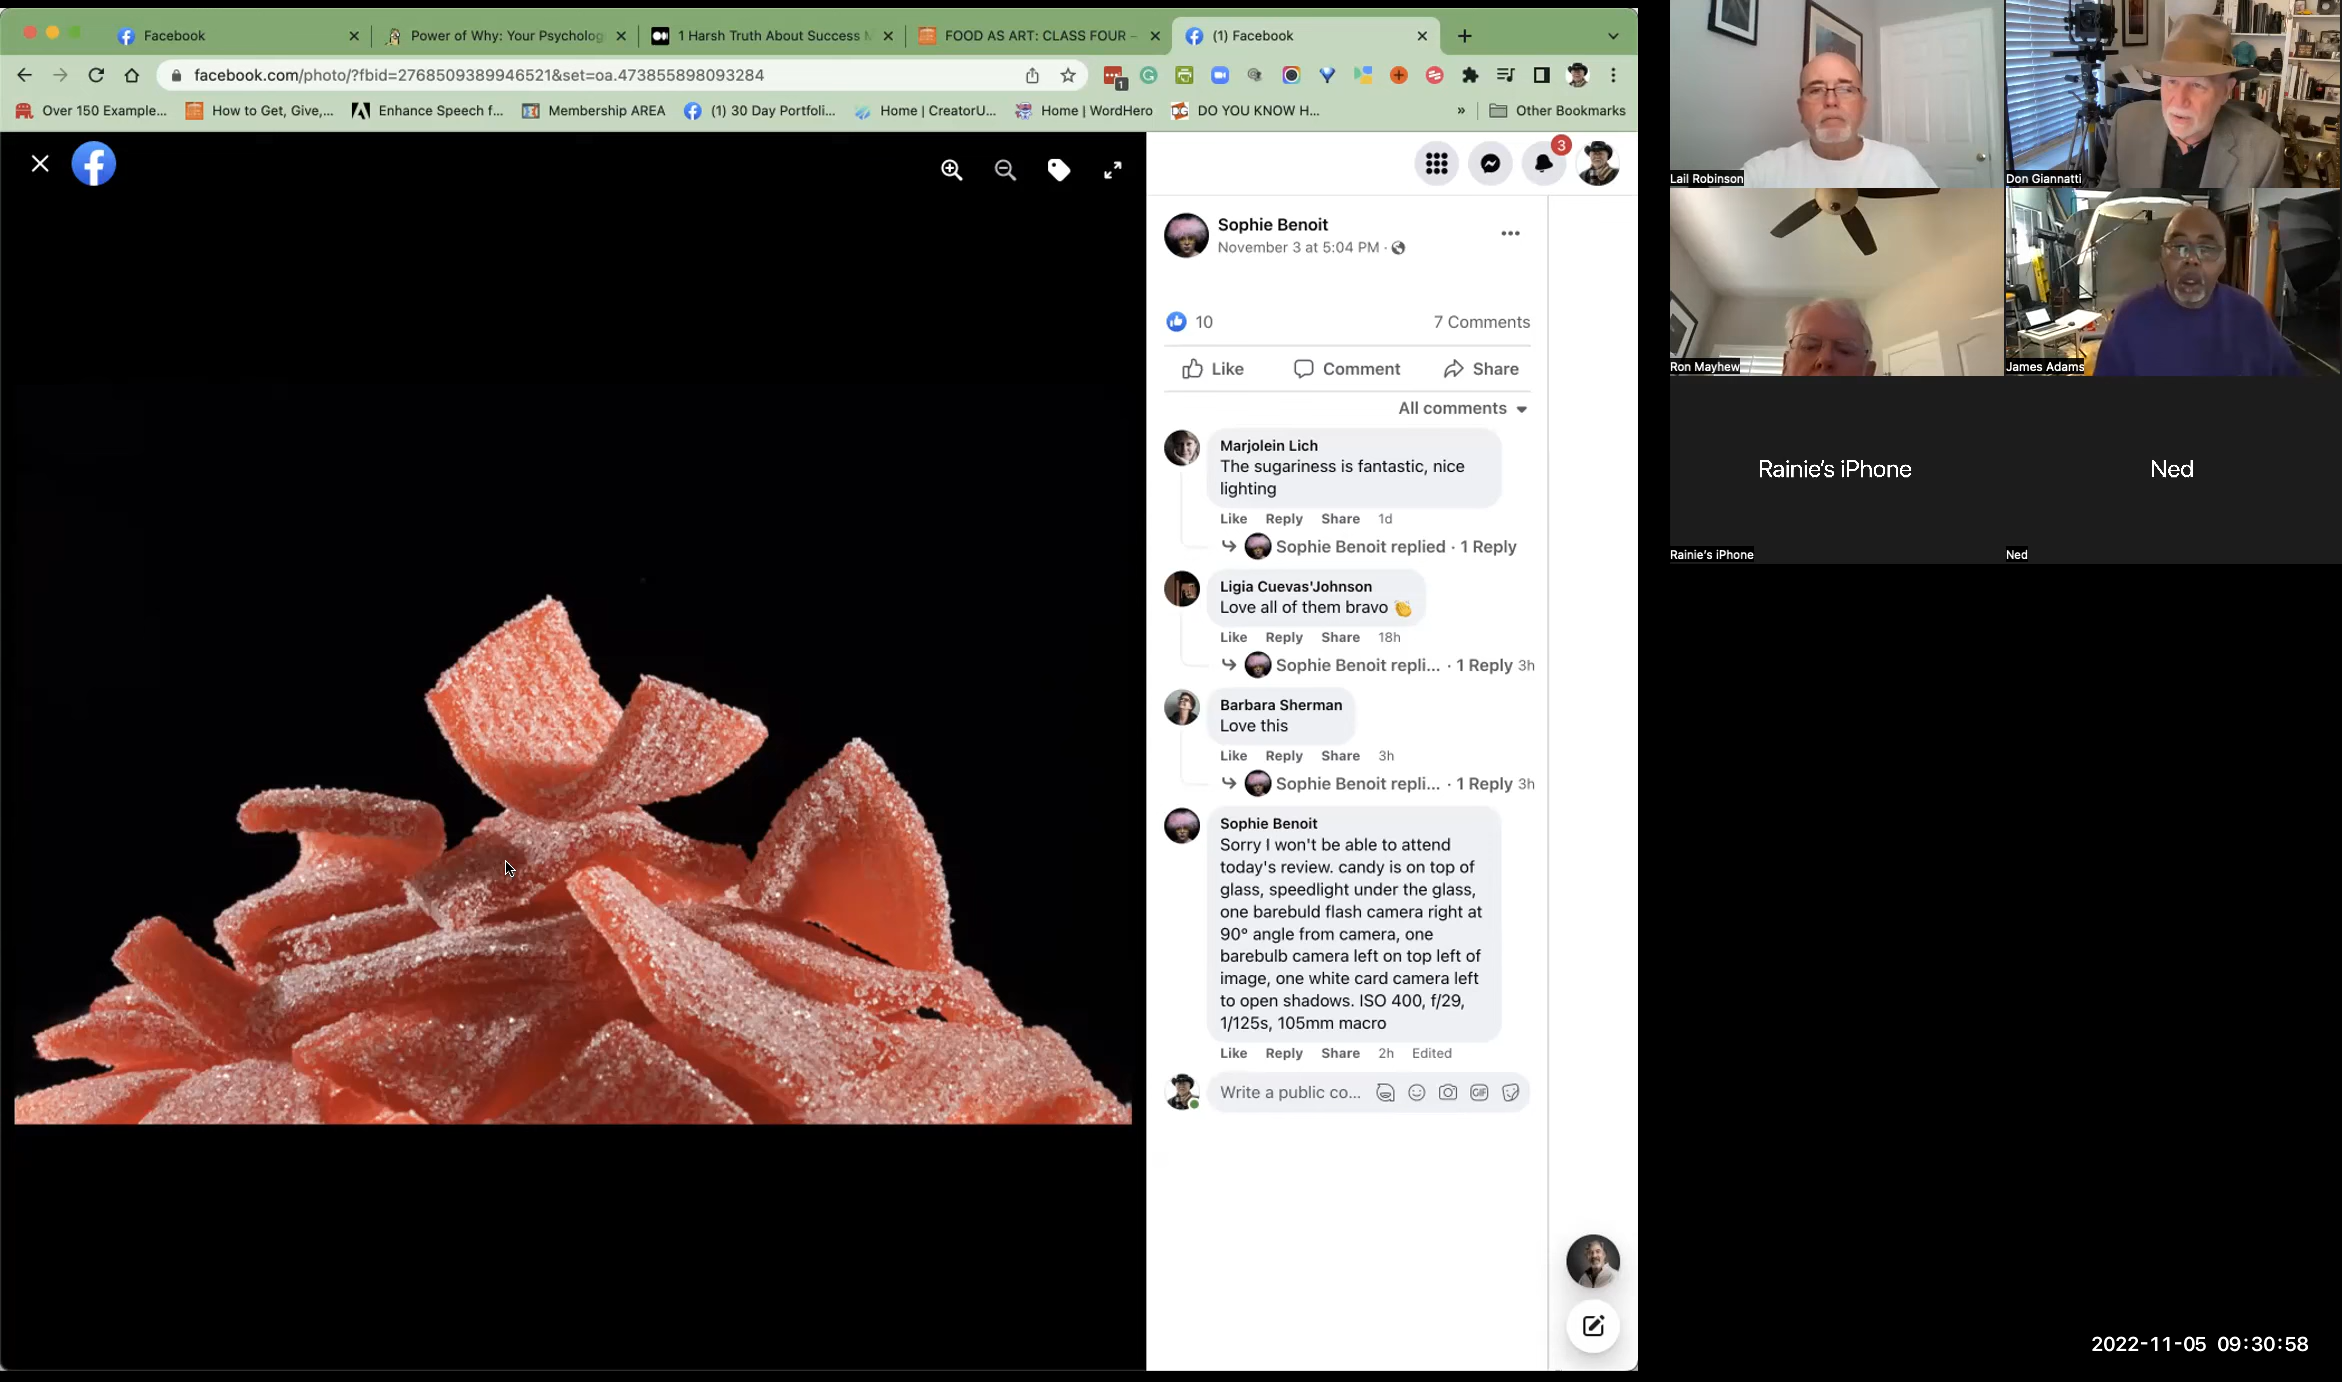 Facebook
Power of Why: Your Psycholog
1 Harsh Truth About Success M
FOOD AS ART: CLASS FOUR –
(1) Facebook
facebook.com/photo/?fbid=2768509389946521&set=oa.473855898093284
1
Over 150 Example...
How to Get, Give,...
Enhance Speech f...
Membership AREA
(1) 30 Day Portfoli...
Home | CreatorU...
Home | WordHero
DO YOU KNOW H...
»
Other Bookmarks
3
Sophie Benoit
November 3 at 5:04 PM ·
10
7 Comments
Like
Comment
Share
All comments
Marjolein Lich
The sugariness is fantastic, nice
lighting
Like Reply Share 1d
Sophie Benoit replied · 1 Reply
Ligia Cuevas'Johnson
Love all of them bravo 👏
Like Reply Share 18h
Sophie Benoit repli... · 1 Reply 3h
Barbara Sherman
Love this
Like Reply Share 3h
Sophie Benoit repli... · 1 Reply 3h
Sophie Benoit
Sorry I won't be able to attend
today's review. candy is on top of
glass, speedlight under the glass,
one barebuld flash camera right at
90° angle from camera, one
barebulb camera left on top left of
image, one white card camera left
to open shadows. ISO 400, f/29,
1/125s, 105mm macro
Like Reply Share 2h Edited
Write a public co...
GIF
Lail Robinson
Don Giannatti
Ron Mayhew
James Adams
Rainie's iPhone
Ned
Rainie's iPhone
Ned
2022-11-05 09:30:58